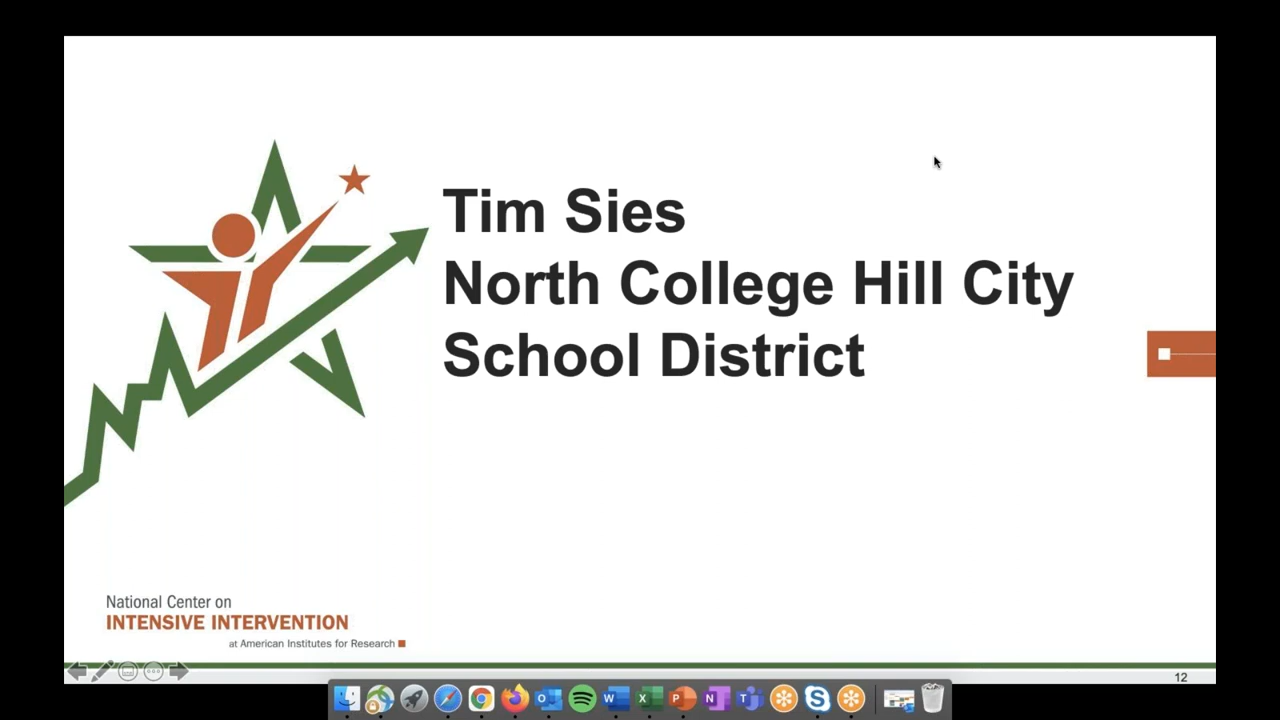 Tim Sies
North College Hill City
School District
National Center on
INTENSIVE INTERVENTION
at American Institutes for Research
12